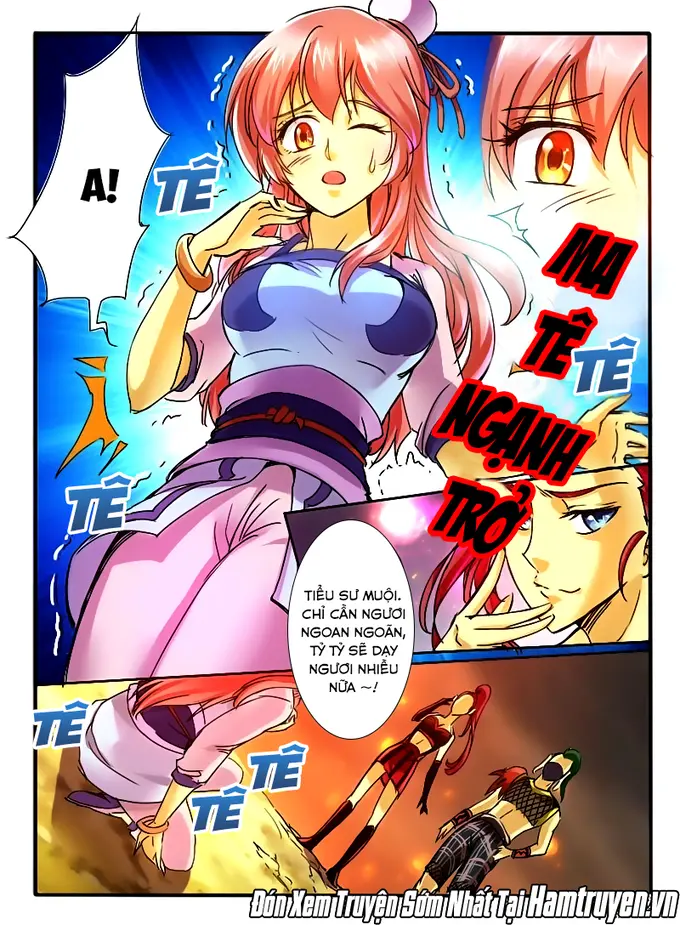 A!
TÊ
MA
TÊ
NGẠNH
TRỞ
TÊ
TÊ
TIỂU SƯ MUỘI.
CHỈ CẦN NGƯƠI
NGOAN NGOÃN,
TỶ TỶ SẼ DẠY
NGƯƠI NHIỀU
NỮA ~!
TÊ
TÊ
TÊ
TÊ
Đón Xem Truyện Sớm Nhất Tại Hamtruyen.vn